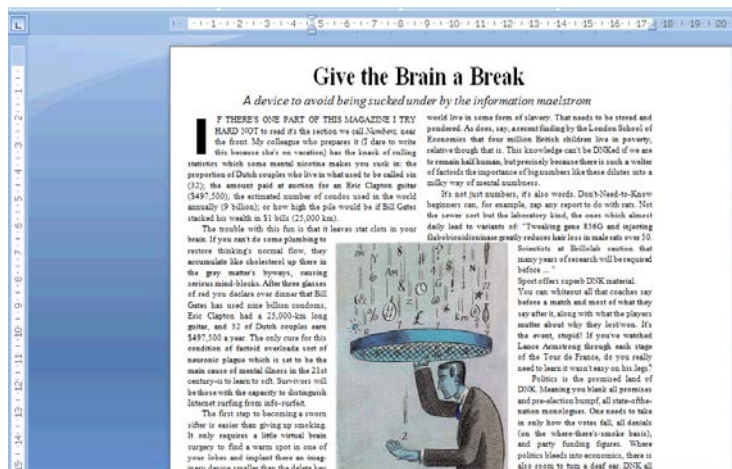 Give the Brain a Break
A device to avoid being sucked under by the information maelstrom
IF THERE'S ONE PART OF THIS MAGAZINE I TRY
HARD NOT to read it's the section we call Numbers, near
the front. My colleague who prepares it (I dare to write
this because she's on vacation) has the knack of culling
statistics which some mental nicotine makes you suck in: the
proportion of Dutch couples who live in what used to be called sin
(32); the amount paid at auction for an Eric Clapton guitar
($497,500); the estimated number of condoms used in the world
annually (9 billion); or how high the pile would be if Bill Gates
stacked his wealth in $1 bills (25,000 km).
The trouble with this fun is that it leaves stat clots in your
brain. If you can't do some plumbing to
restore thinking's normal flow, they
accumulate like cholesterol up there in
the grey matter's byways, causing
serious mind-blocks. After three glasses
of red you declare over dinner that Bill
Gates has used nine billion condoms,
Eric Clapton had a 25,000-km long
guitar, and 32 of Dutch couples earn
$497,500 a year. The only cure for this
condition of factoid overloada sort of
neuronic plague which is set to be the
main cause of mental illness in the 21st
century-is to learn to sift. Survivors will
be those with the capacity to distinguish
Internet surfing from info-surfeit.
The first step to becoming a sworn
sifter is easier than giving up smoking.
It only requires a little virtual brain
surgery to find a warm spot in one of
your lobes and implant there an imag-
inary device smaller than the delete key
world live in some form of slavery. That needs to be stored and
pondered. As does, say, a recent finding by the London School of
Economics that four million British children live in poverty,
relative though that is. This knowledge can't be DNKed if we are
to remain half human, but precisely because there is such a welter
of factoids the importance of big numbers like these dilutes into a
milky way of mental numbness.
It's not just numbers, it's also words. Don't-Need-to-Know
beginners can, for example, zap any report to do with rats. Not
the sewer sort but the laboratory kind, the ones which almost
daily lead to variants of: "Tweaking gene 856G and injecting
flubobioxidioninase greatly reduces hair loss in male rats over 50.
Scientists at Brillolab caution that
many years of research will be required
before ... "
Sport offers superb DNK material.
You can whiteout all that coaches say
before a match and most of what they
say after it, along with what the players
mutter about why they lost/won. It's
the event, stupid! If you've watched
Lance Armstrong through each stage
of the Tour de France, do you really
need to learn it wasn't easy on his legs?
Politics is the promised land of
DNK. Meaning you blank all promises
and pre-election bumpf, all state-of-the-
nation monologues. One needs to take
in only how the votes fall, all denials
(on the where-there's-smoke basis),
and party funding figures. Where
politics bleeds into economics, there is
also room to turn a deaf ear. DNK all